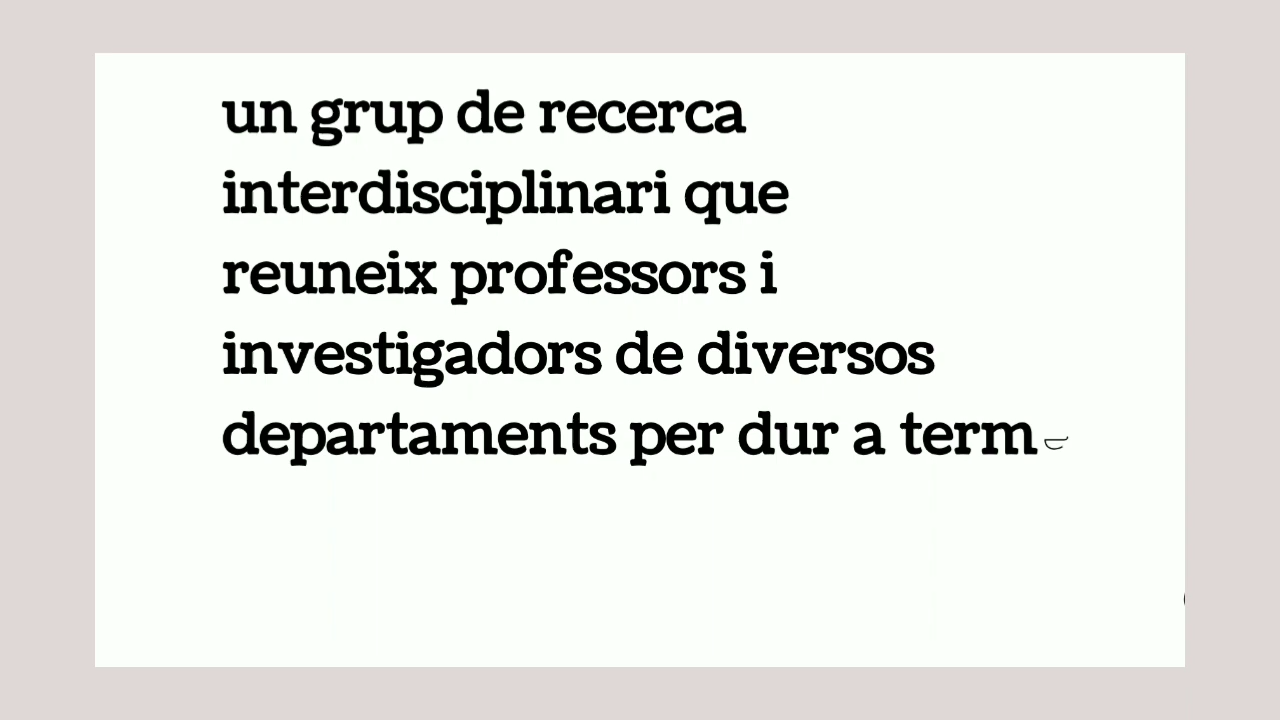 un grup de recerca
interdisciplinari que
reuneix professors i
investigadors de diversos
departaments per dur a term